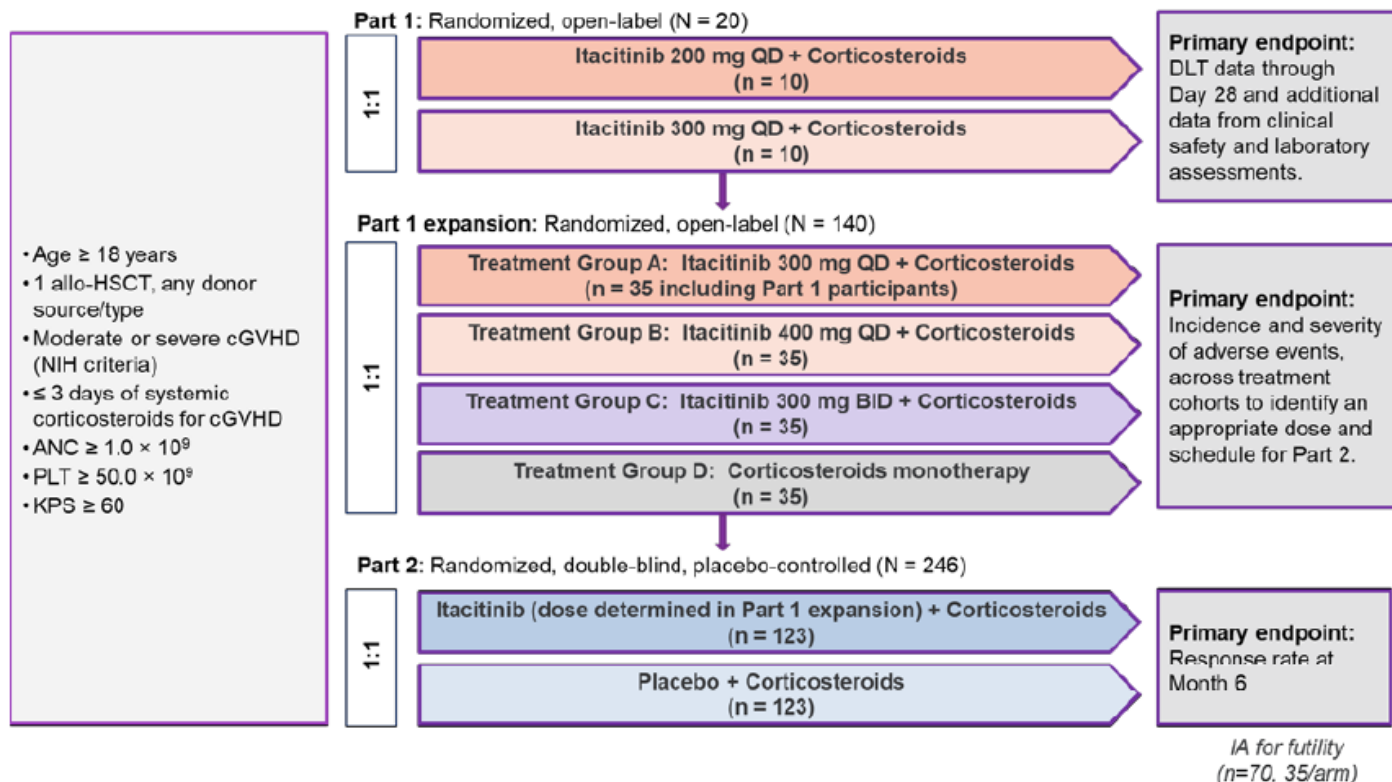 Part 1: Randomized, open-label (N = 20)
1:1
Itacitinib 200 mg QD + Corticosteroids
(n = 10)
Itacitinib 300 mg QD + Corticosteroids
(n = 10)
Primary endpoint:
DLT data through
Day 28 and additional
data from clinical
safety and laboratory
assessments.
• Age ≥ 18 years
• 1 allo-HSCT, any donor
source/type
• Moderate or severe cGVHD
(NIH criteria)
• ≤ 3 days of systemic
corticosteroids for cGVHD
• ANC ≥ 1.0 × 10⁹
• PLT ≥ 50.0 × 10⁹
• KPS ≥ 60
Part 1 expansion: Randomized, open-label (N = 140)
1:1
Treatment Group A: Itacitinib 300 mg QD + Corticosteroids
(n = 35 including Part 1 participants)
Treatment Group B: Itacitinib 400 mg QD + Corticosteroids
(n = 35)
Treatment Group C: Itacitinib 300 mg BID + Corticosteroids
(n = 35)
Treatment Group D: Corticosteroids monotherapy
(n = 35)
Primary endpoint:
Incidence and severity
of adverse events,
across treatment
cohorts to identify an
appropriate dose and
schedule for Part 2.
Part 2: Randomized, double-blind, placebo-controlled (N = 246)
1:1
Itacitinib (dose determined in Part 1 expansion) + Corticosteroids
(n = 123)
Placebo + Corticosteroids
(n = 123)
Primary endpoint:
Response rate at
Month 6
IA for futility
(n=70, 35/arm)